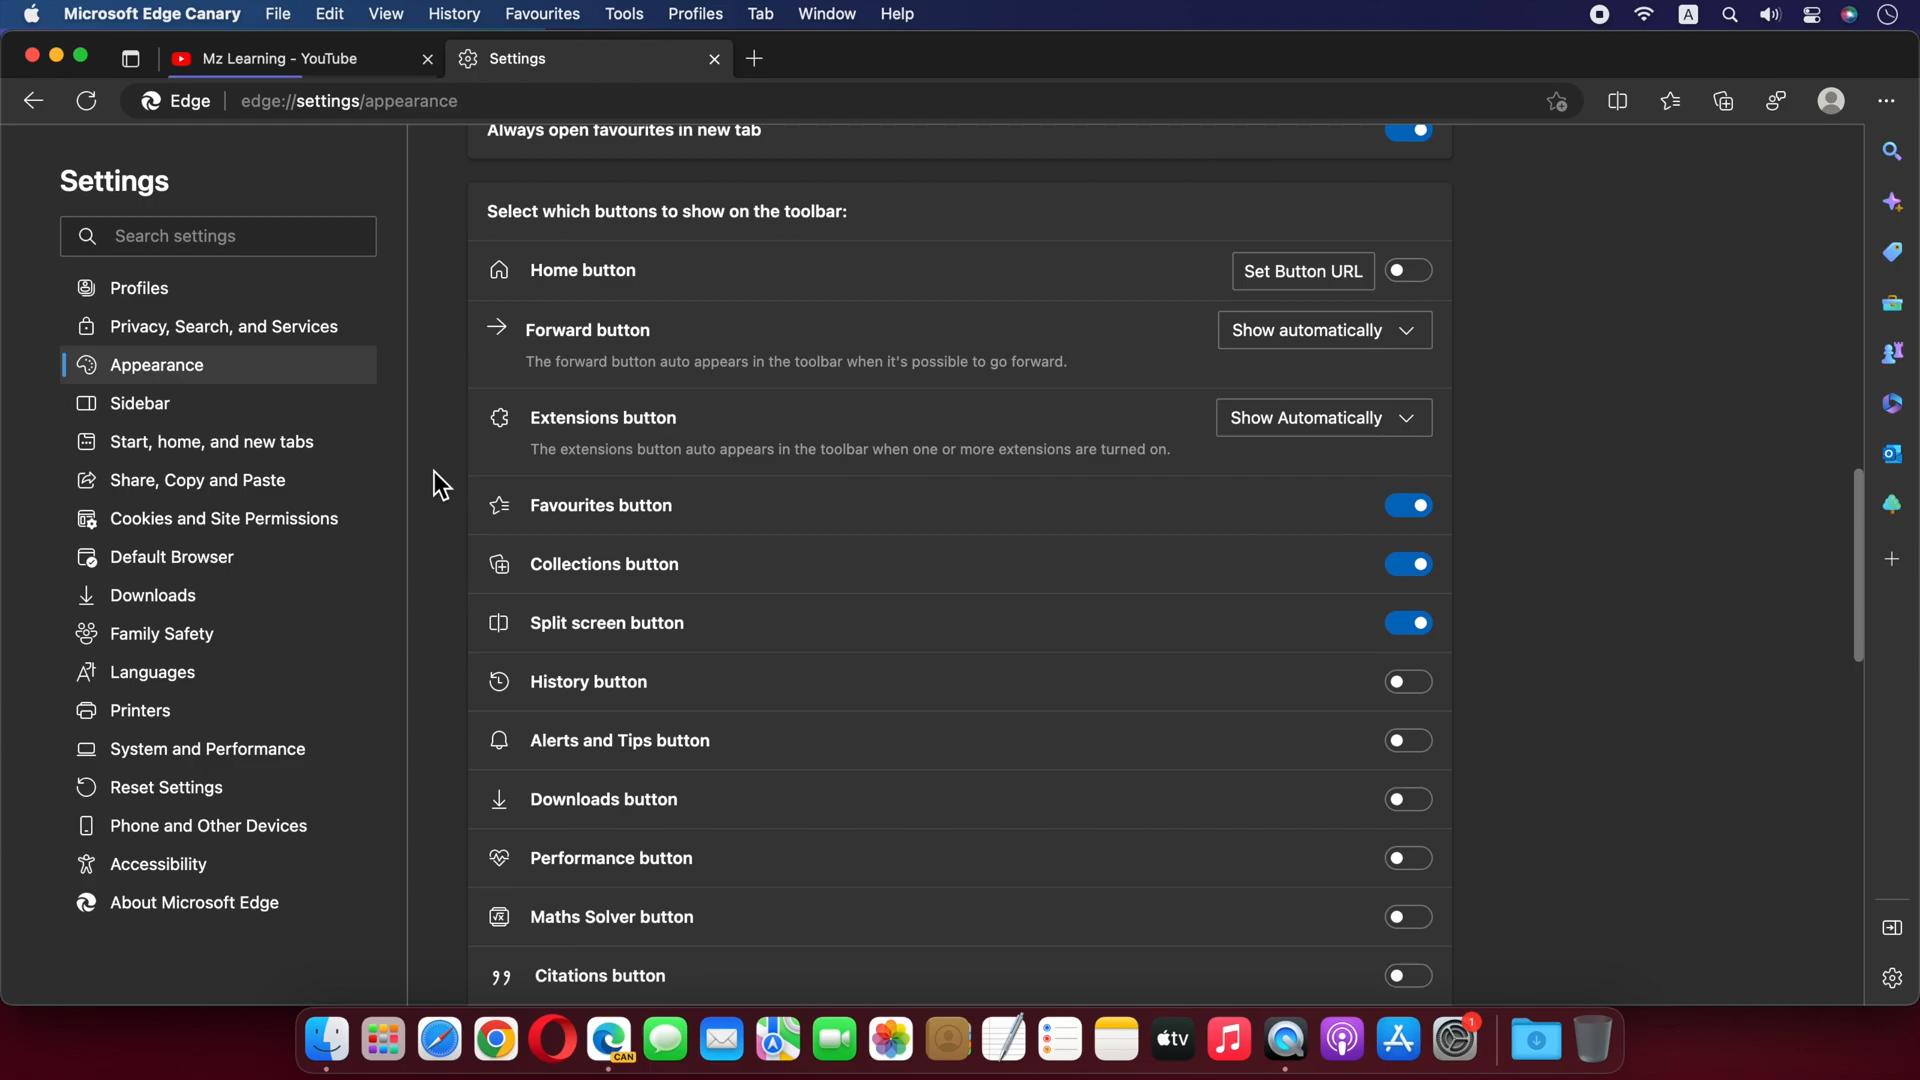 Microsoft Edge Canary File Edit View History Favourites Tools Profiles Tab Window Help A
Mz Learning - YouTube Settings
Edge edge://settings/appearance
Settings
Search settings
Profiles
Privacy, Search, and Services
Appearance
Sidebar
Start, home, and new tabs
Share, Copy and Paste
Cookies and Site Permissions
Default Browser
Downloads
Family Safety
Languages
Printers
System and Performance
Reset Settings
Phone and Other Devices
Accessibility
About Microsoft Edge
Always open favourites in new tab
Select which buttons to show on the toolbar:
Home button Set Button URL
Forward button Show automatically
The forward button auto appears in the toolbar when it's possible to go forward.
Extensions button Show Automatically
The extensions button auto appears in the toolbar when one or more extensions are turned on.
Favourites button
Collections button
Split screen button
History button
Alerts and Tips button
Downloads button
Performance button
Maths Solver button
Citations button
CAN
tv
1